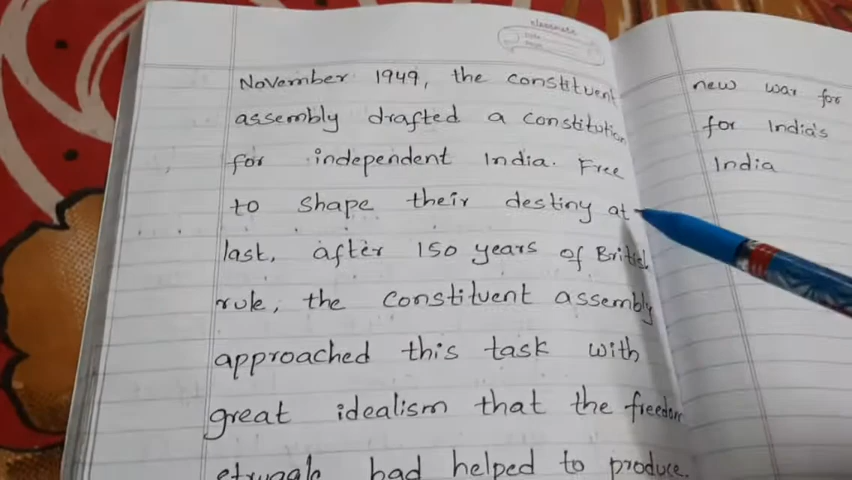 classmate
November 1949, the constituent
assembly drafted a constitution
for independent India. Free
to shape their destiny at
last, after 150 years of British
rule, the constituent assembly
approached this task with
great idealism that the freedom
struggle had helped to produce.
new war for
for India's
India